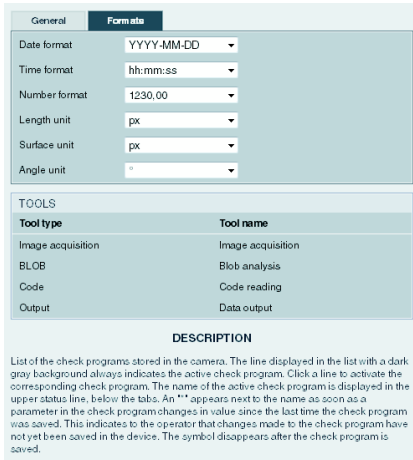 General Formats
Date format YYYY-MM-DD
Time format hh:mm:ss
Number format 1230,00
Length unit px
Surface unit px
Angle unit °
TOOLS
Tool type Tool name
Image acquisition Image acquisition
BLOB Blob analysis
Code Code reading
Output Data output
DESCRIPTION
List of the check programs stored in the camera. The line displayed in the list with a dark
gray background always indicates the active check program. Click a line to activate the
corresponding check program. The name of the active check program is displayed in the
upper status line, below the tabs. An "*" appears next to the name as soon as a
parameter in the check program changes in value since the last time the check program
was saved. This indicates to the operator that changes made to the check program have
not yet been saved in the device. The symbol disappears after the check program is
saved.